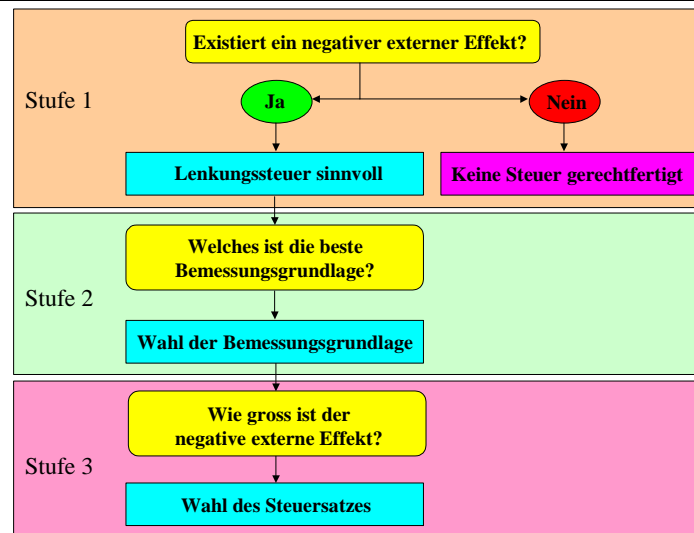 Existiert ein negativer externer Effekt?
Stufe 1
Ja
Nein
Lenkungssteuer sinnvoll
Keine Steuer gerechtfertigt
Welches ist die beste
Bemessungsgrundlage?
Stufe 2
Wahl der Bemessungsgrundlage
Wie gross ist der
negative externe Effekt?
Stufe 3
Wahl des Steuersatzes